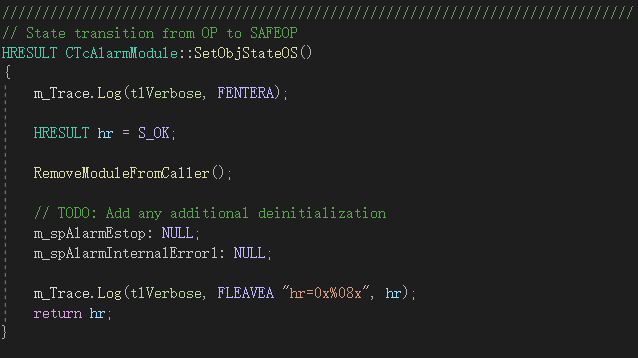 ////////////////////////////////////////////////////////////////////////////////
// State transition from OP to SAFEOP
HRESULT CTcAlarmModule::SetObjStateOS()
{
    m_Trace.Log(tlVerbose, FENTERA);

    HRESULT hr = S_OK;

    RemoveModuleFromCaller();

    // TODO: Add any additional deinitialization
    m_spAlarmEstop: NULL;
    m_spAlarmInternalError1: NULL;

    m_Trace.Log(tlVerbose, FLEAVEA "hr=0x%08x", hr);
    return hr;
}